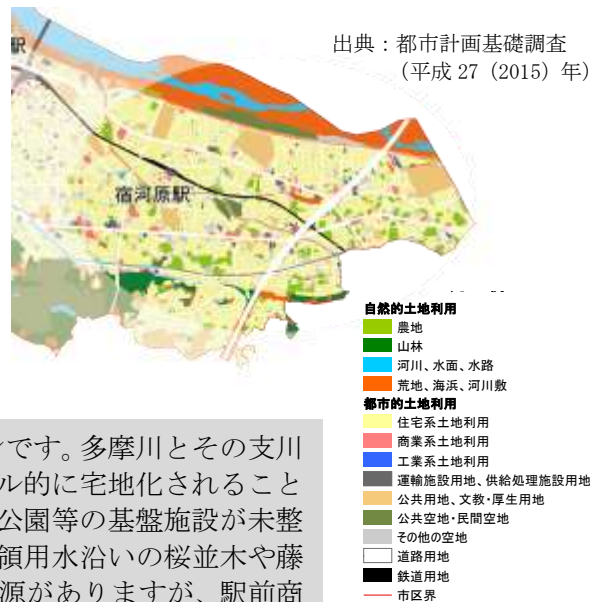 駅
出典：都市計画基礎調査
（平成 27（2015）年）
宿河原駅
自然的土地利用
農地
山林
河川、水面、水路
荒地、海浜、河川敷
都市的土地利用
住宅系土地利用
商業系土地利用
工業系土地利用
運輸施設用地、供給処理施設用地
公共用地、文教・厚生用地
公共空地・民間空地
その他の空地
道路用地
鉄道用地
市区界
です。多摩川とその支川
ル的に宅地化されること
公園等の基盤施設が未整
領用水沿いの桜並木や藤
源がありますが、駅前商